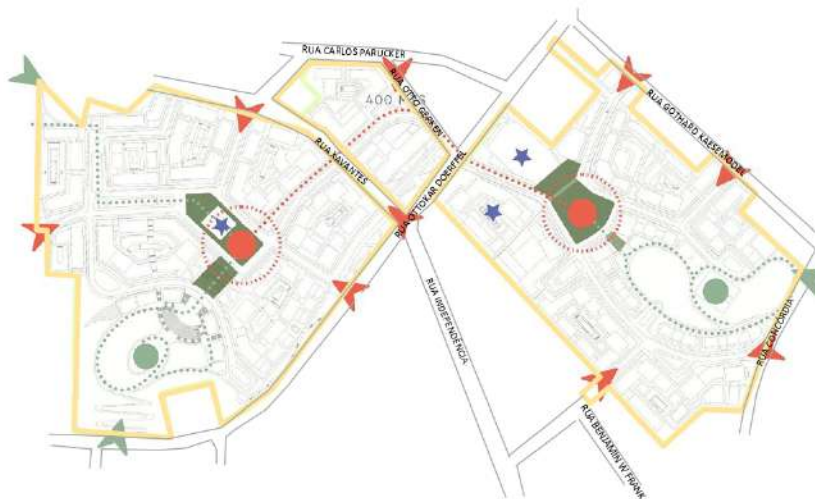 RUA CARLOS PARUCKER
RUA OTTO GERKEN
400 M
RUA XAVANTES
RUA OTTOKAR DOERFFEL
RUA GOTHARD KAESEMODEL
RUA INDEPENDÊNCIA
RUA CONCÓRDIA
RUA BENJAMIN W FRANK